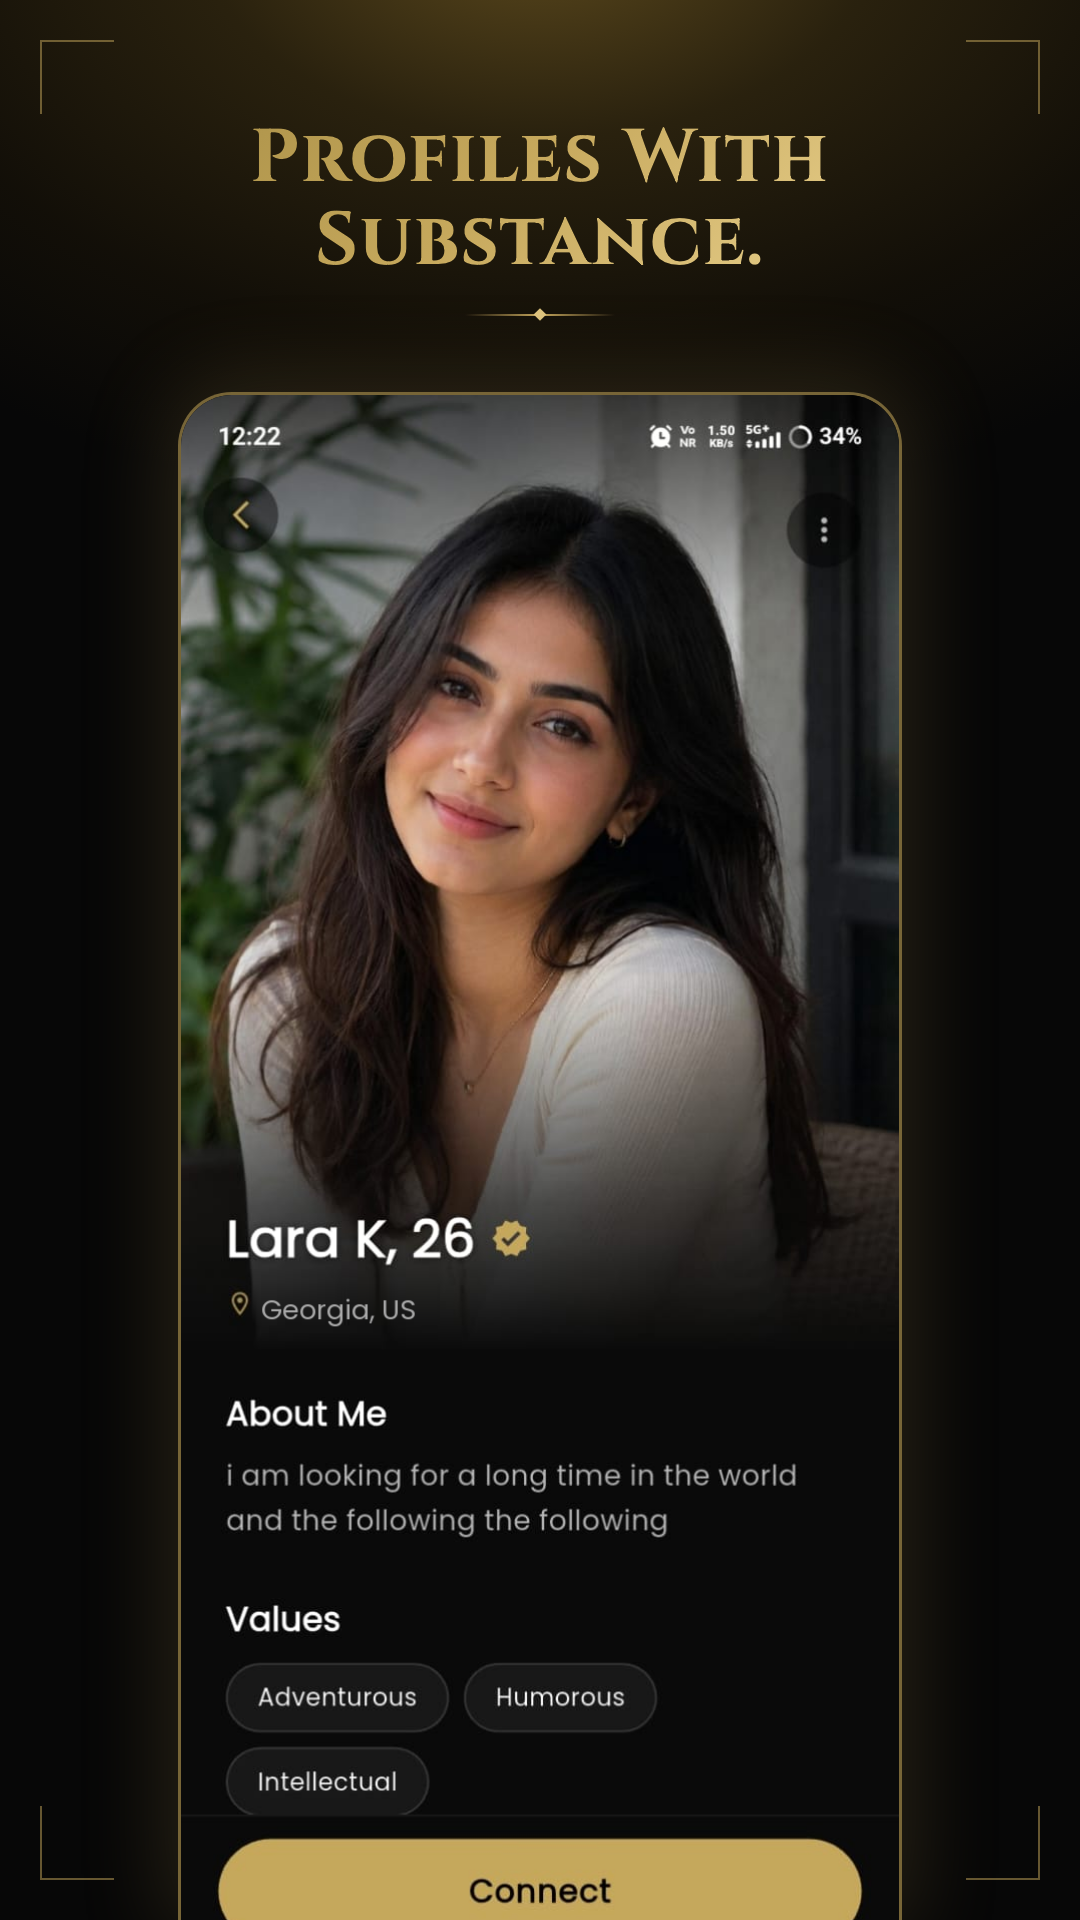 Profiles With
Substance.
12:22
Vo
NR
1.50
KB/s
5G+
34%
Lara K, 26
Georgia, US
About Me
i am looking for a long time in the world
and the following the following
Values
Adventurous
Humorous
Intellectual
Connect